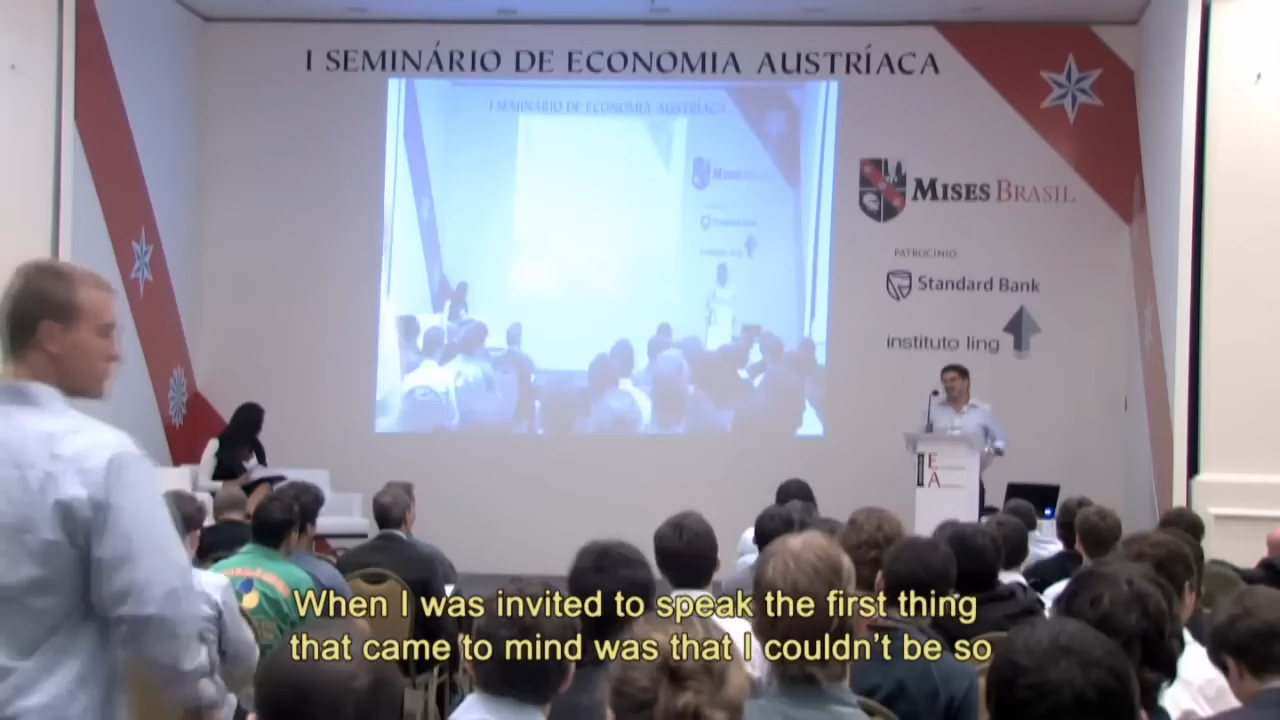 I SEMINÁRIO DE ECONOMIA AUSTRÍACA
I SEMINÁRIO DE ECONOMIA AUSTRÍACA
MISES BRASIL
PATROCÍNIO:
Standard Bank
instituto ling
E
A
When I was invited to speak the first thing
that came to mind was that I couldn't be so